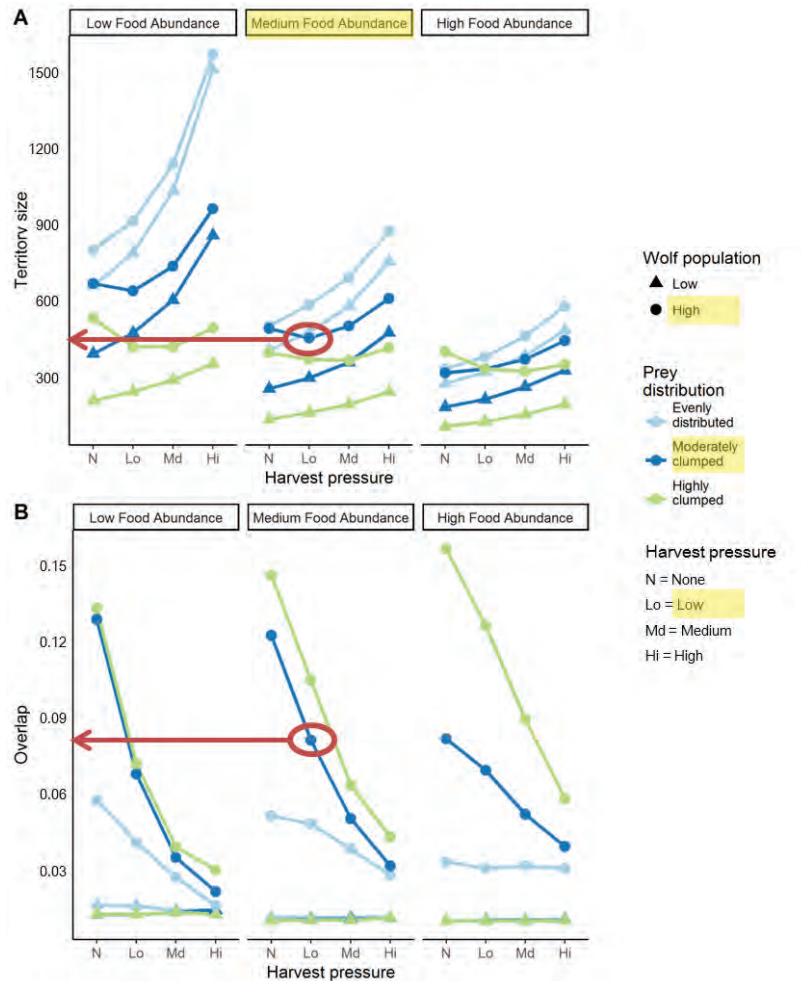 A
Low Food Abundance
Medium Food Abundance
High Food Abundance
Territory size
1500
1200
900
600
300
N Lo Md Hi
N Lo Md Hi
N Lo Md Hi
Harvest pressure
B
Low Food Abundance
Medium Food Abundance
High Food Abundance
Overlap
0.15
0.12
0.09
0.06
0.03
N Lo Md Hi
N Lo Md Hi
N Lo Md Hi
Harvest pressure
Wolf population
Low
High
Prey
distribution
Evenly
distributed
Moderately
clumped
Highly
clumped
Harvest pressure
N = None
Lo = Low
Md = Medium
Hi = High